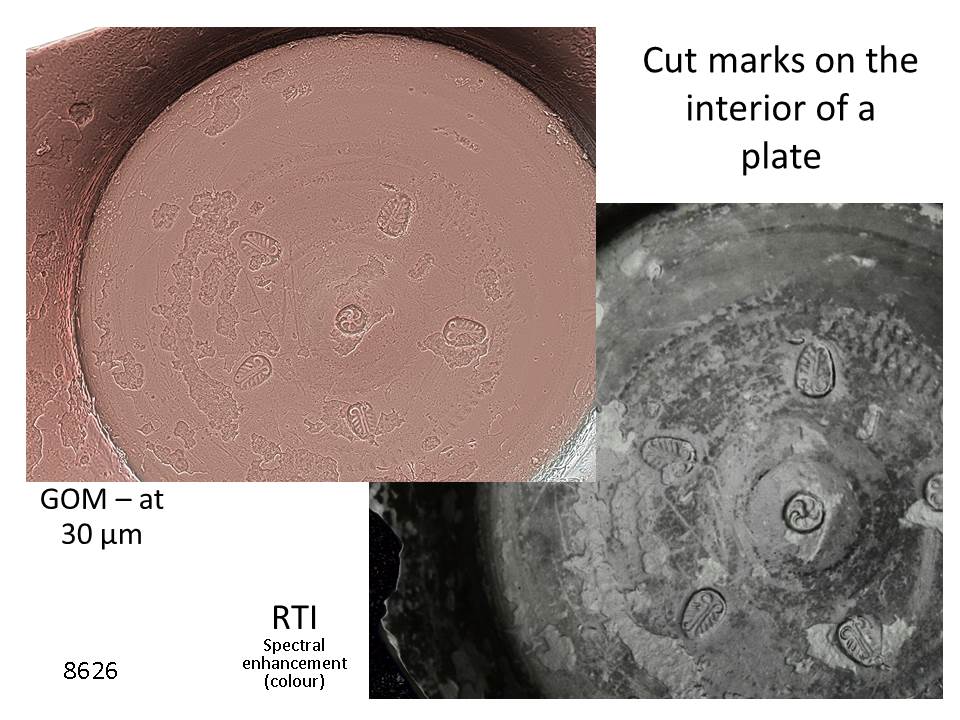 Cut marks on the
interior of a
plate
GOM – at
30 µm
RTI
Spectral
enhancement
(colour)
8626